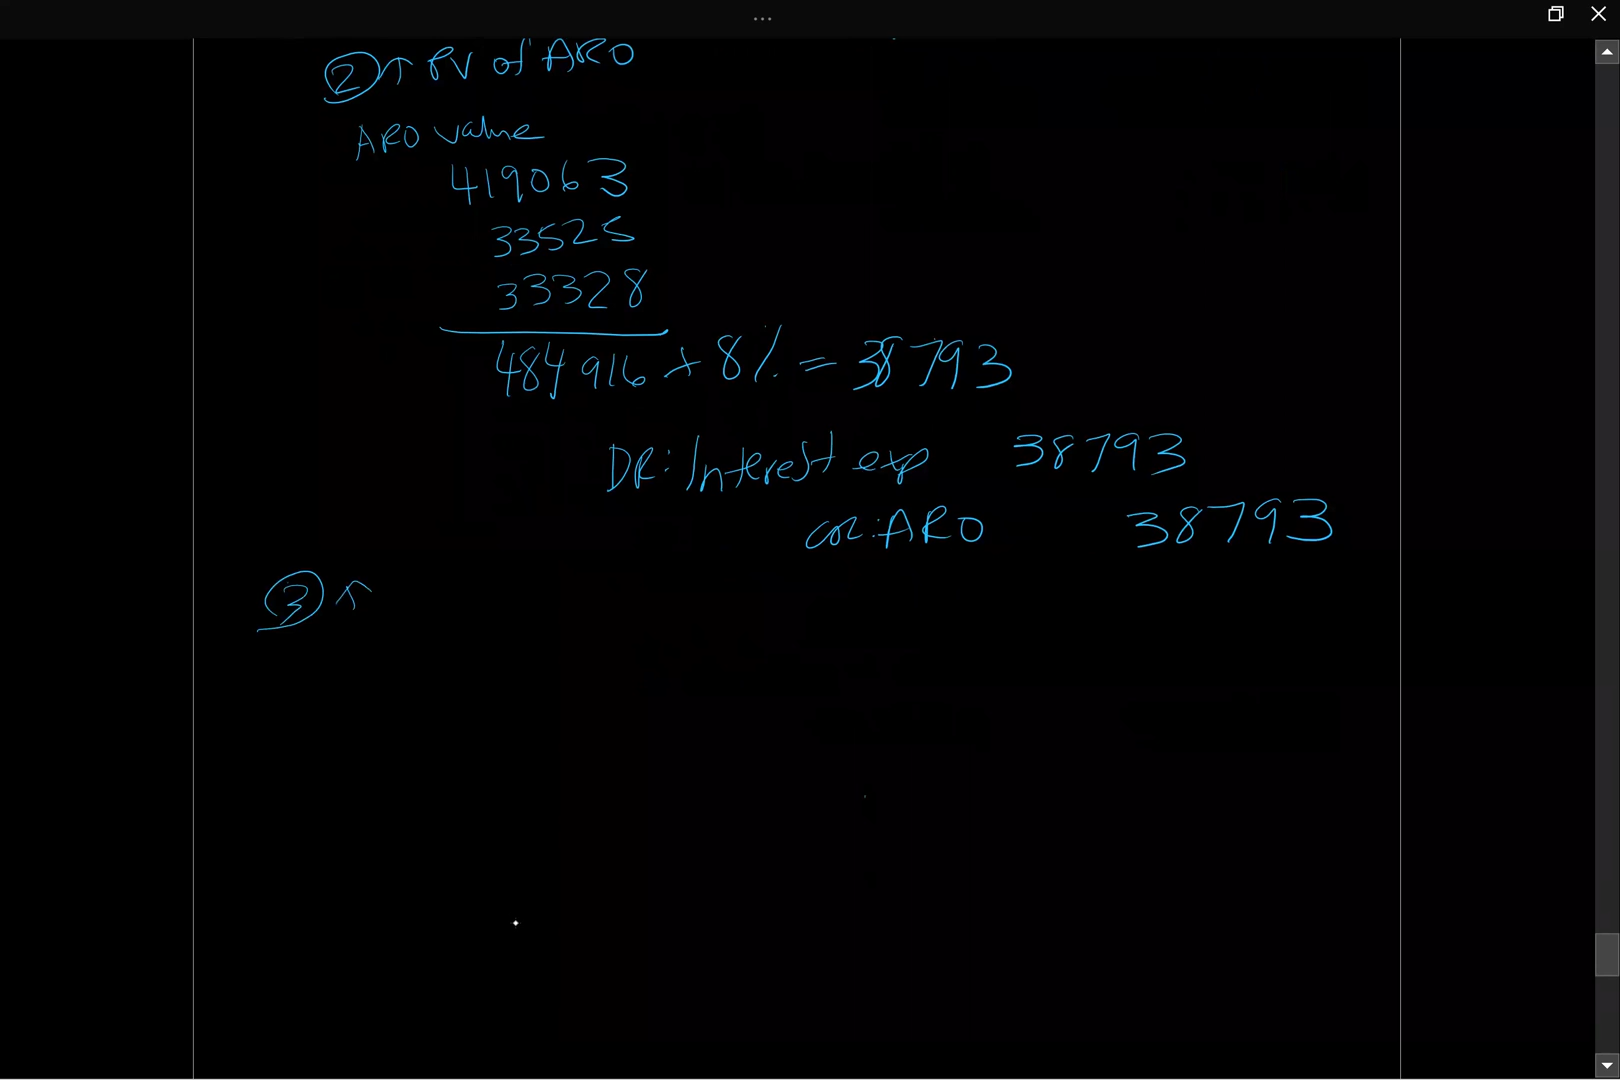 ② ↑ PV of ARO
ARO value
419063
33525
33328
484916 × 8% = 38793
DR: Interest exp 38793
CR: ARO 38793
③ ↑